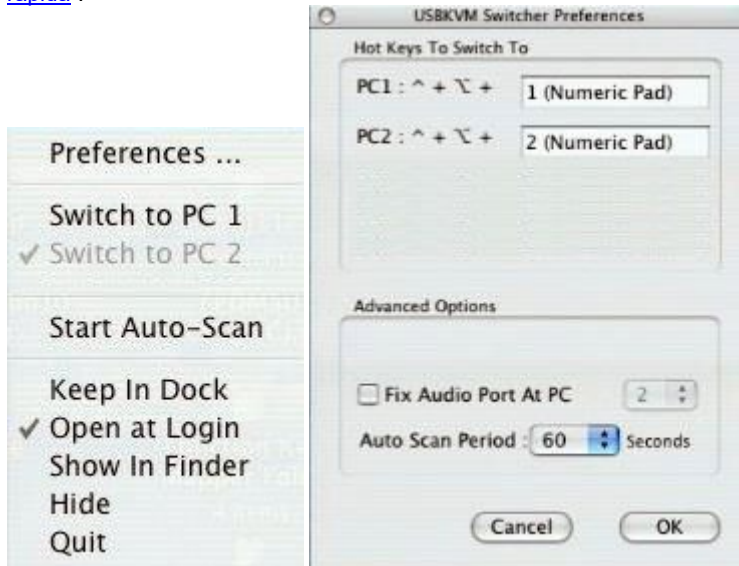 Preferences ...
Switch to PC 1
✓ Switch to PC 2
Start Auto-Scan
Keep In Dock
✓ Open at Login
Show In Finder
Hide
Quit
USBKVM Switcher Preferences
Hot Keys To Switch To
PC1 : ^ + ⌥ + 1 (Numeric Pad)
PC2 : ^ + ⌥ + 2 (Numeric Pad)
Advanced Options
Fix Audio Port At PC 2
Auto Scan Period : 60 Seconds
Cancel OK